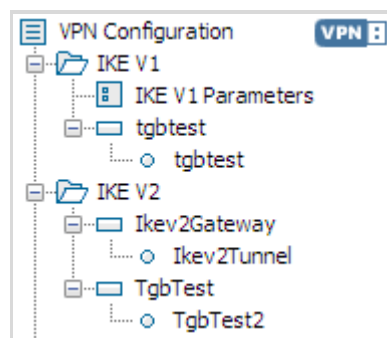 VPN Configuration VPN
IKE V1
IKE V1 Parameters
tgbtest
tgbtest
IKE V2
Ikev2Gateway
Ikev2Tunnel
TgbTest
TgbTest2